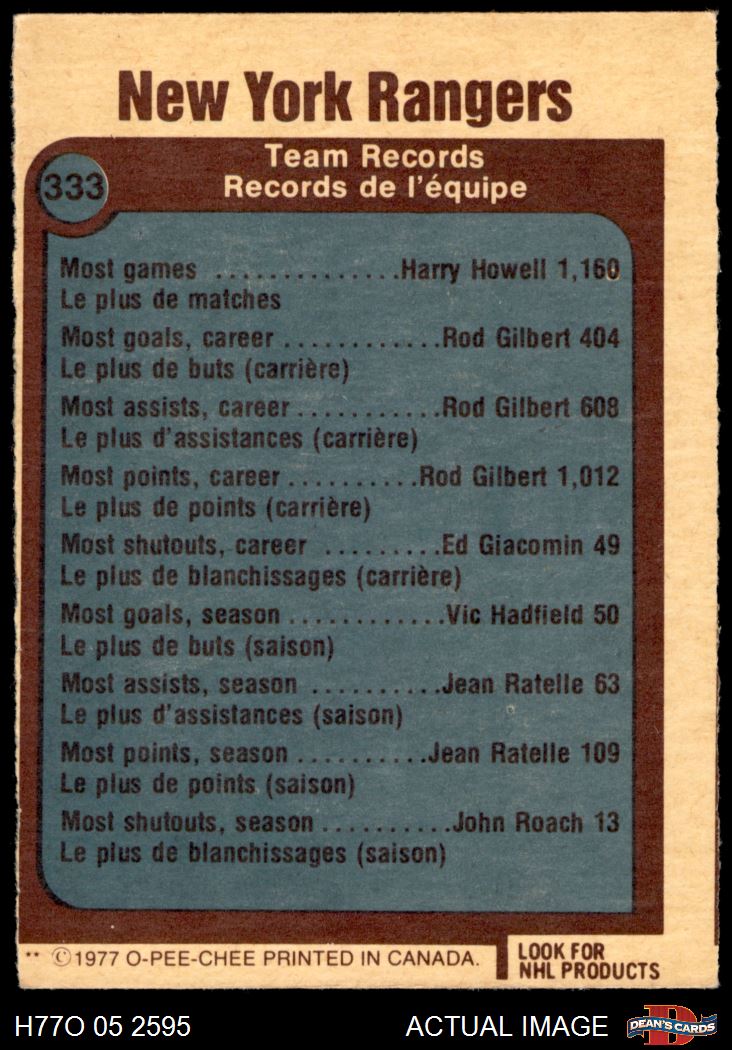 New York Rangers
333
Team Records
Records de l'équipe
Most games ..............Harry Howell 1,160
Le plus de matches
Most goals, career ............Rod Gilbert 404
Le plus de buts (carrière)
Most assists, career...........Rod Gilbert 608
Le plus d'assistances (carrière)
Most points, career..........Rod Gilbert 1,012
Le plus de points (carrière)
Most shutouts, career .........Ed Giacomin 49
Le plus de blanchissages (carrière)
Most goals, season............Vic Hadfield 50
Le plus de buts (saison)
Most assists, season ..........Jean Ratelle 63
Le plus d'assistances (saison)
Most points, season..........Jean Ratelle 109
Le plus de points (saison)
Most shutouts, season..........John Roach 13
Le plus de blanchissages (saison)
** ©1977 O-PEE-CHEE PRINTED IN CANADA.
LOOK FOR
NHL PRODUCTS
H77O 05 2595
ACTUAL IMAGE
D
DEAN'S CARDS